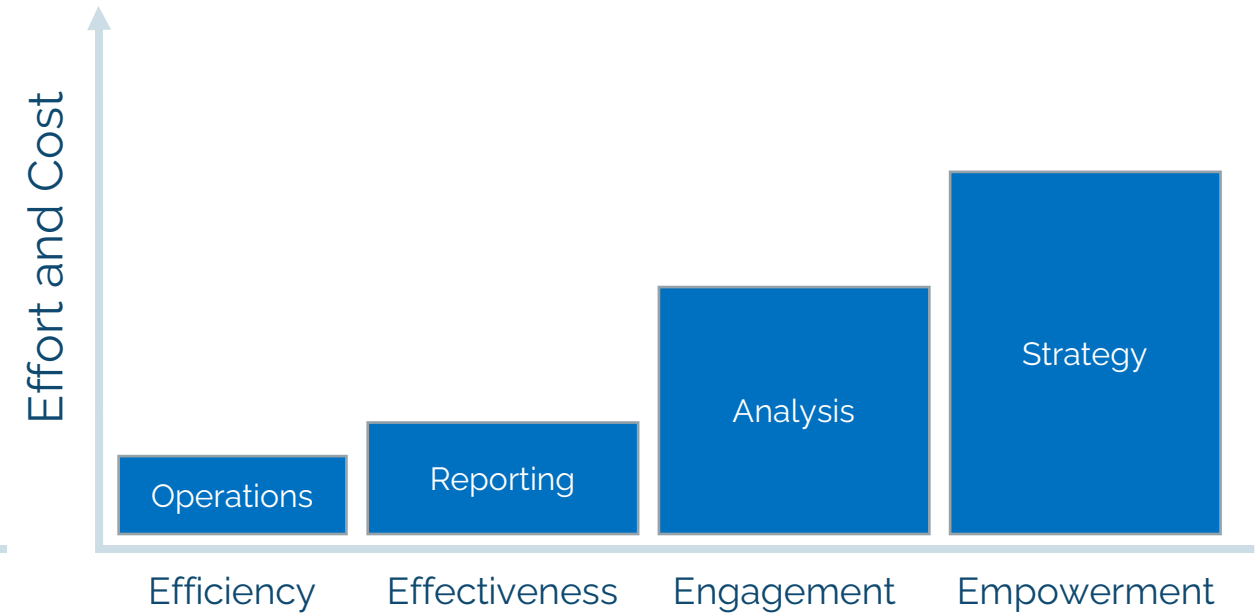 Effort and Cost
Operations
Reporting
Analysis
Strategy
Efficiency
Effectiveness
Engagement
Empowerment